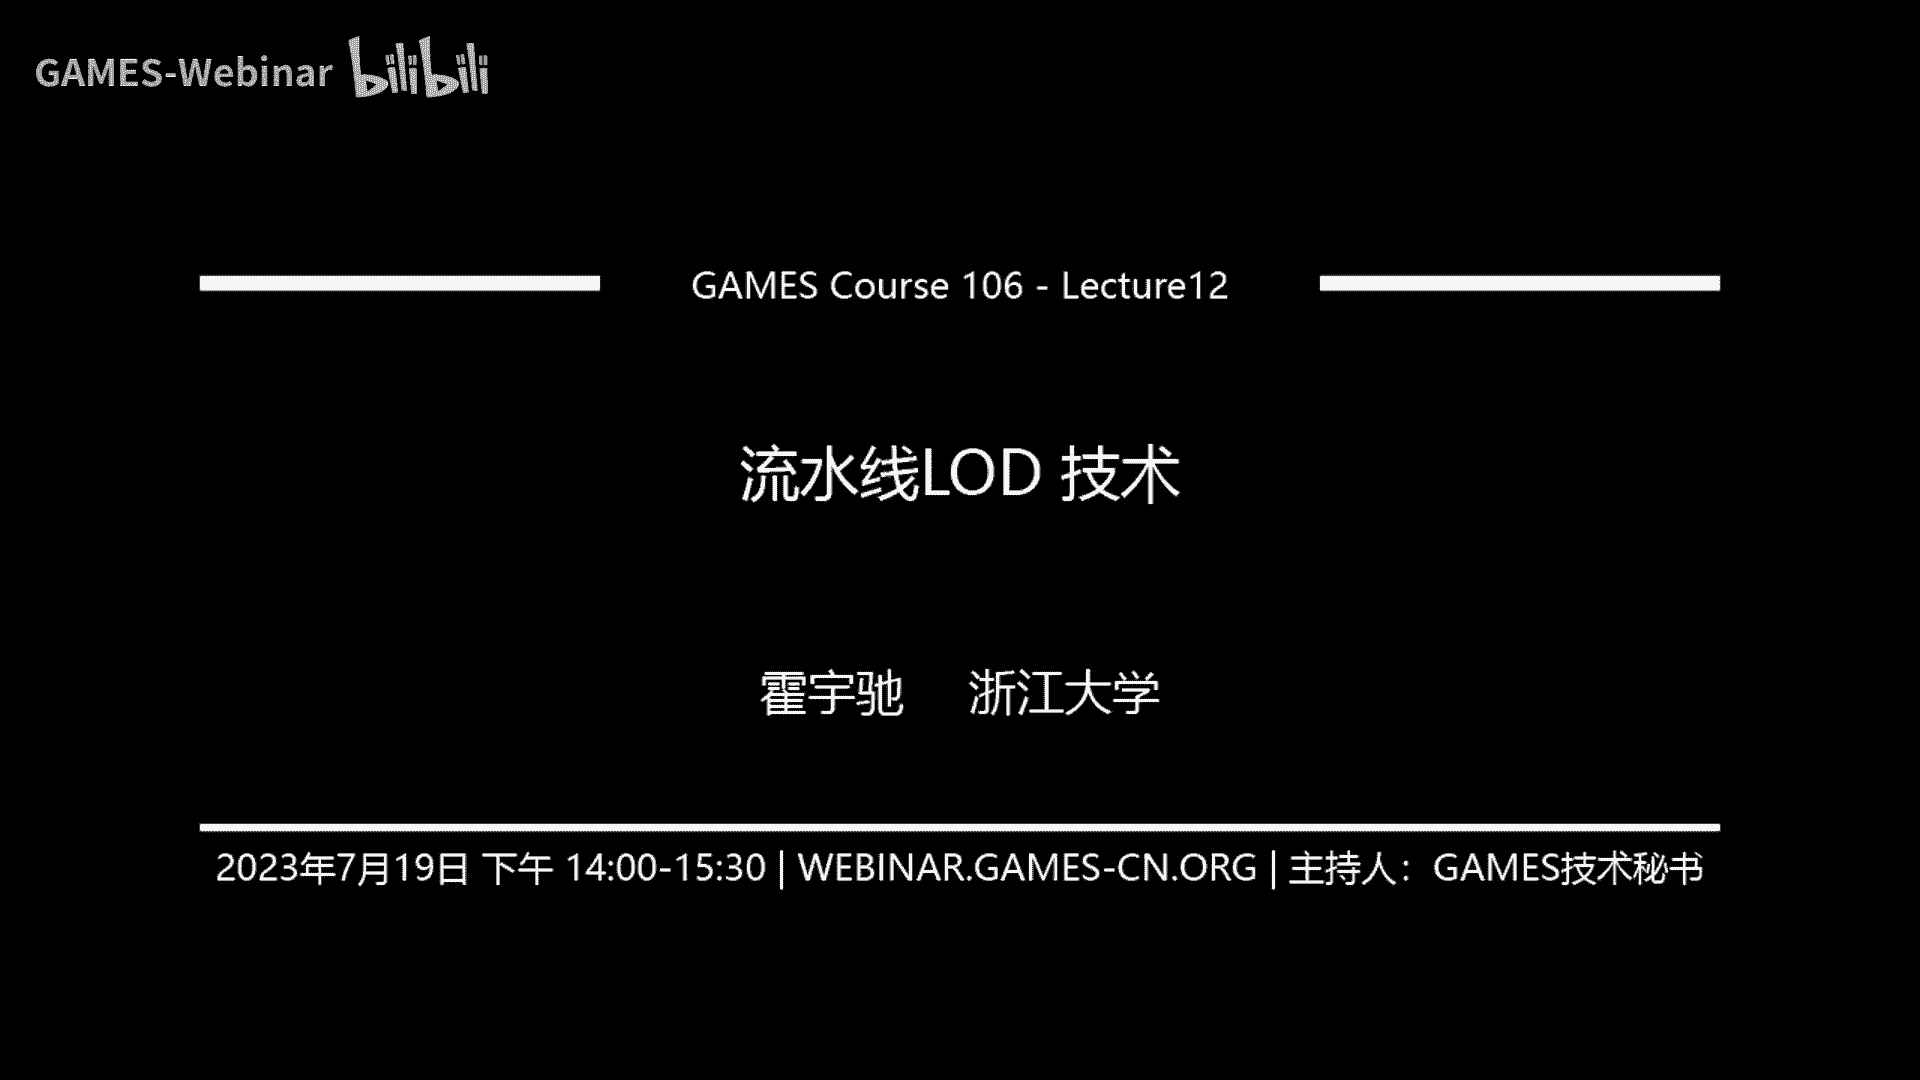 GAMES-Webinar bilibili
GAMES Course 106 - Lecture12
流水线LOD 技术
霍宇驰 浙江大学
2023年7月19日 下午 14:00-15:30 | WEBINAR.GAMES-CN.ORG | 主持人：GAMES技术秘书